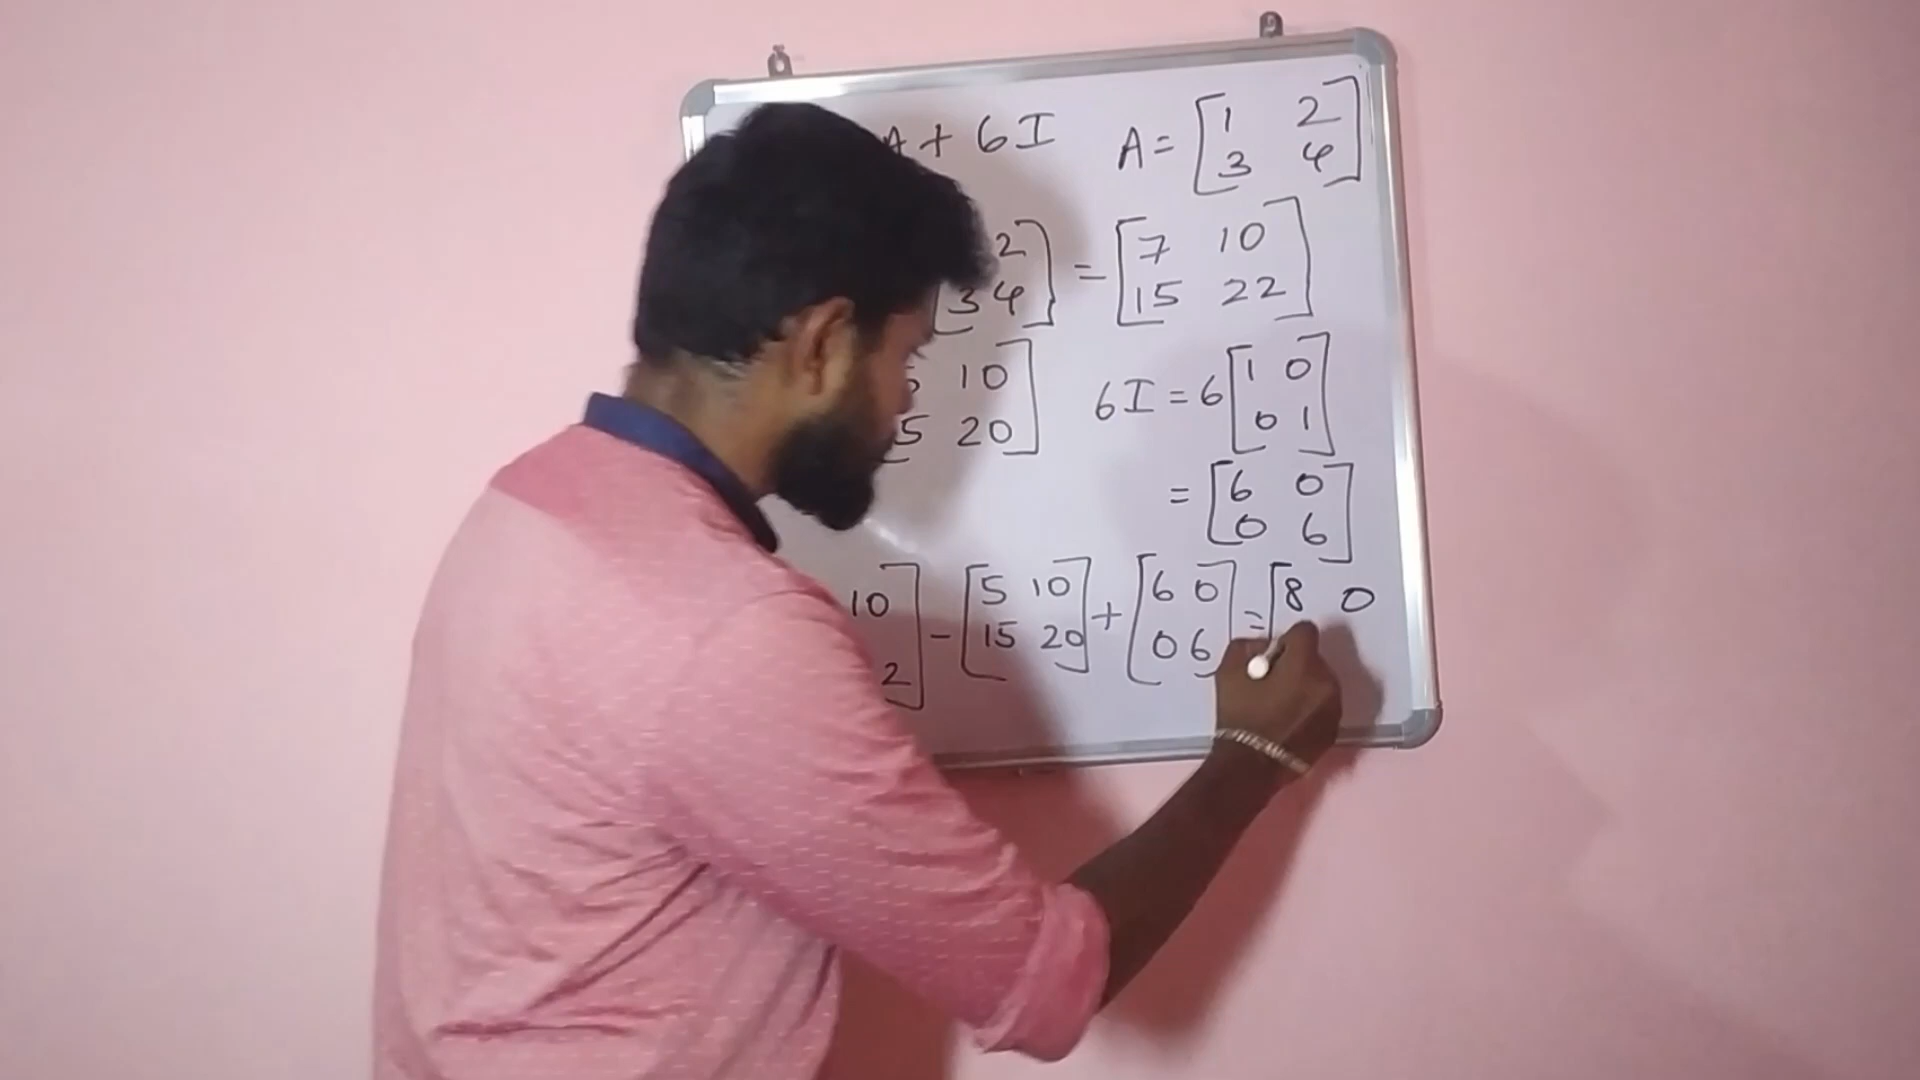 A + 6I A = [1 2
3 4]
2
3 4] = [7 10
15 22]
10
5 20] 6I = 6[1 0
0 1]
= [6 0
0 6]
10
2] - [5 10
15 20] + [6 0
0 6] = [8 0